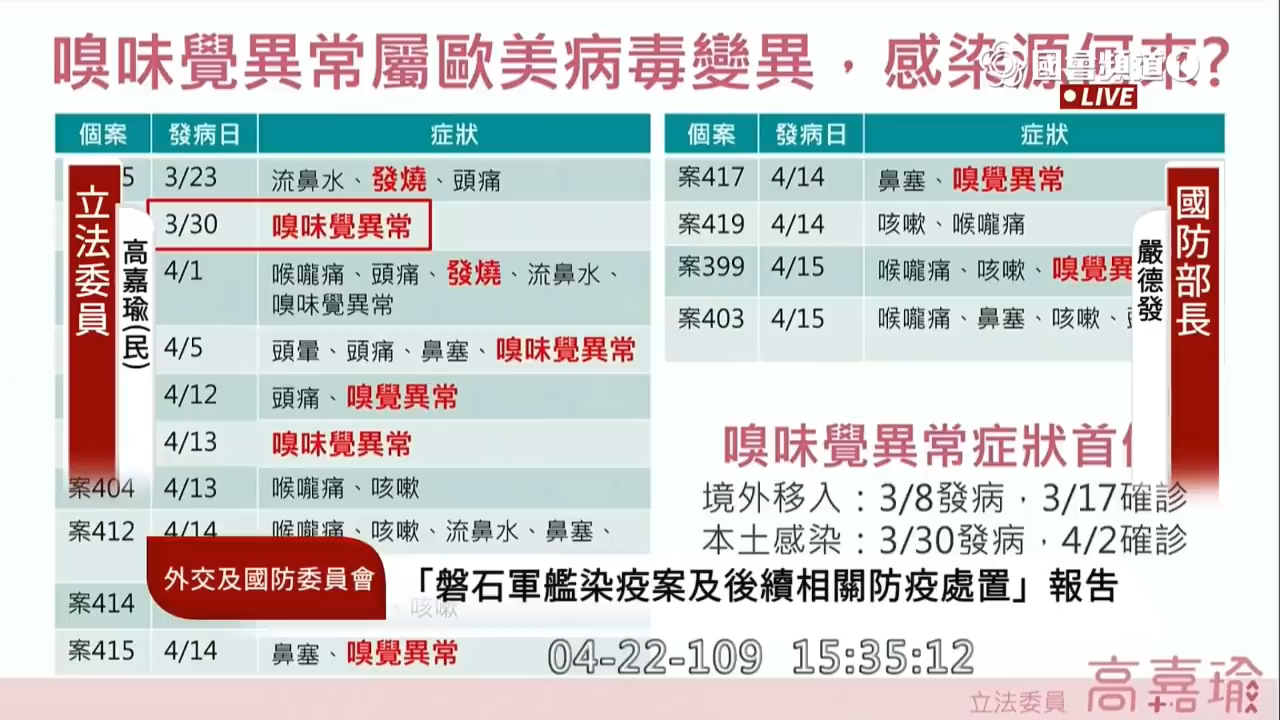 嗅味覺異常屬歐美病毒變異，感染源何來?
國會頻道1
LIVE
個案 發病日 症狀
5 3/23 流鼻水、發燒、頭痛
3/30 嗅味覺異常
4/1 喉嚨痛、頭痛、發燒、流鼻水、
嗅味覺異常
4/5 頭暈、頭痛、鼻塞、嗅味覺異常
4/12 頭痛、嗅覺異常
4/13 嗅味覺異常
案404 4/13 喉嚨痛、咳嗽
案412 4/14 喉嚨痛、咳嗽、流鼻水、鼻塞、
案414 咳嗽
案415 4/14 鼻塞、嗅覺異常
個案 發病日 症狀
案417 4/14 鼻塞、嗅覺異常
案419 4/14 咳嗽、喉嚨痛
案399 4/15 喉嚨痛、咳嗽、嗅覺異
案403 4/15 喉嚨痛、鼻塞、咳嗽、
嗅味覺異常症狀首
境外移入：3/8發病，3/17確診
本土感染：3/30發病，4/2確診
立法委員
高嘉瑜(民)
國防部長
嚴德發
外交及國防委員會
「磐石軍艦染疫案及後續相關防疫處置」報告
04-22-109 15:35:12
立法委員 高嘉瑜